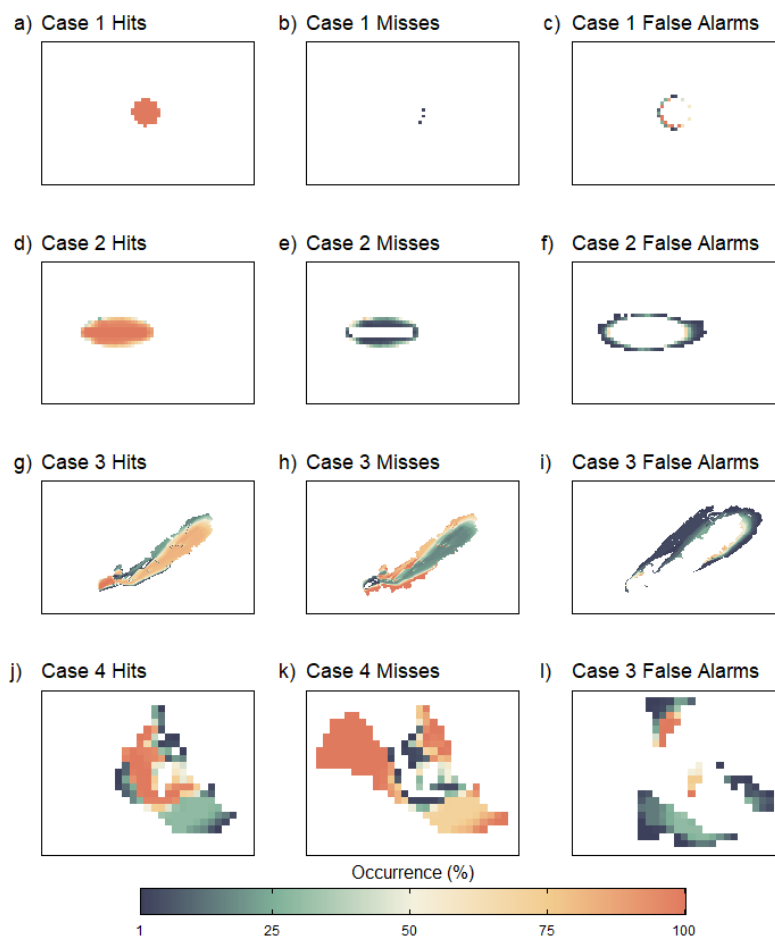 a) Case 1 Hits
b) Case 1 Misses
c) Case 1 False Alarms
d) Case 2 Hits
e) Case 2 Misses
f) Case 2 False Alarms
g) Case 3 Hits
h) Case 3 Misses
i) Case 3 False Alarms
j) Case 4 Hits
k) Case 4 Misses
l) Case 3 False Alarms
Occurrence (%)
1 25 50 75 100